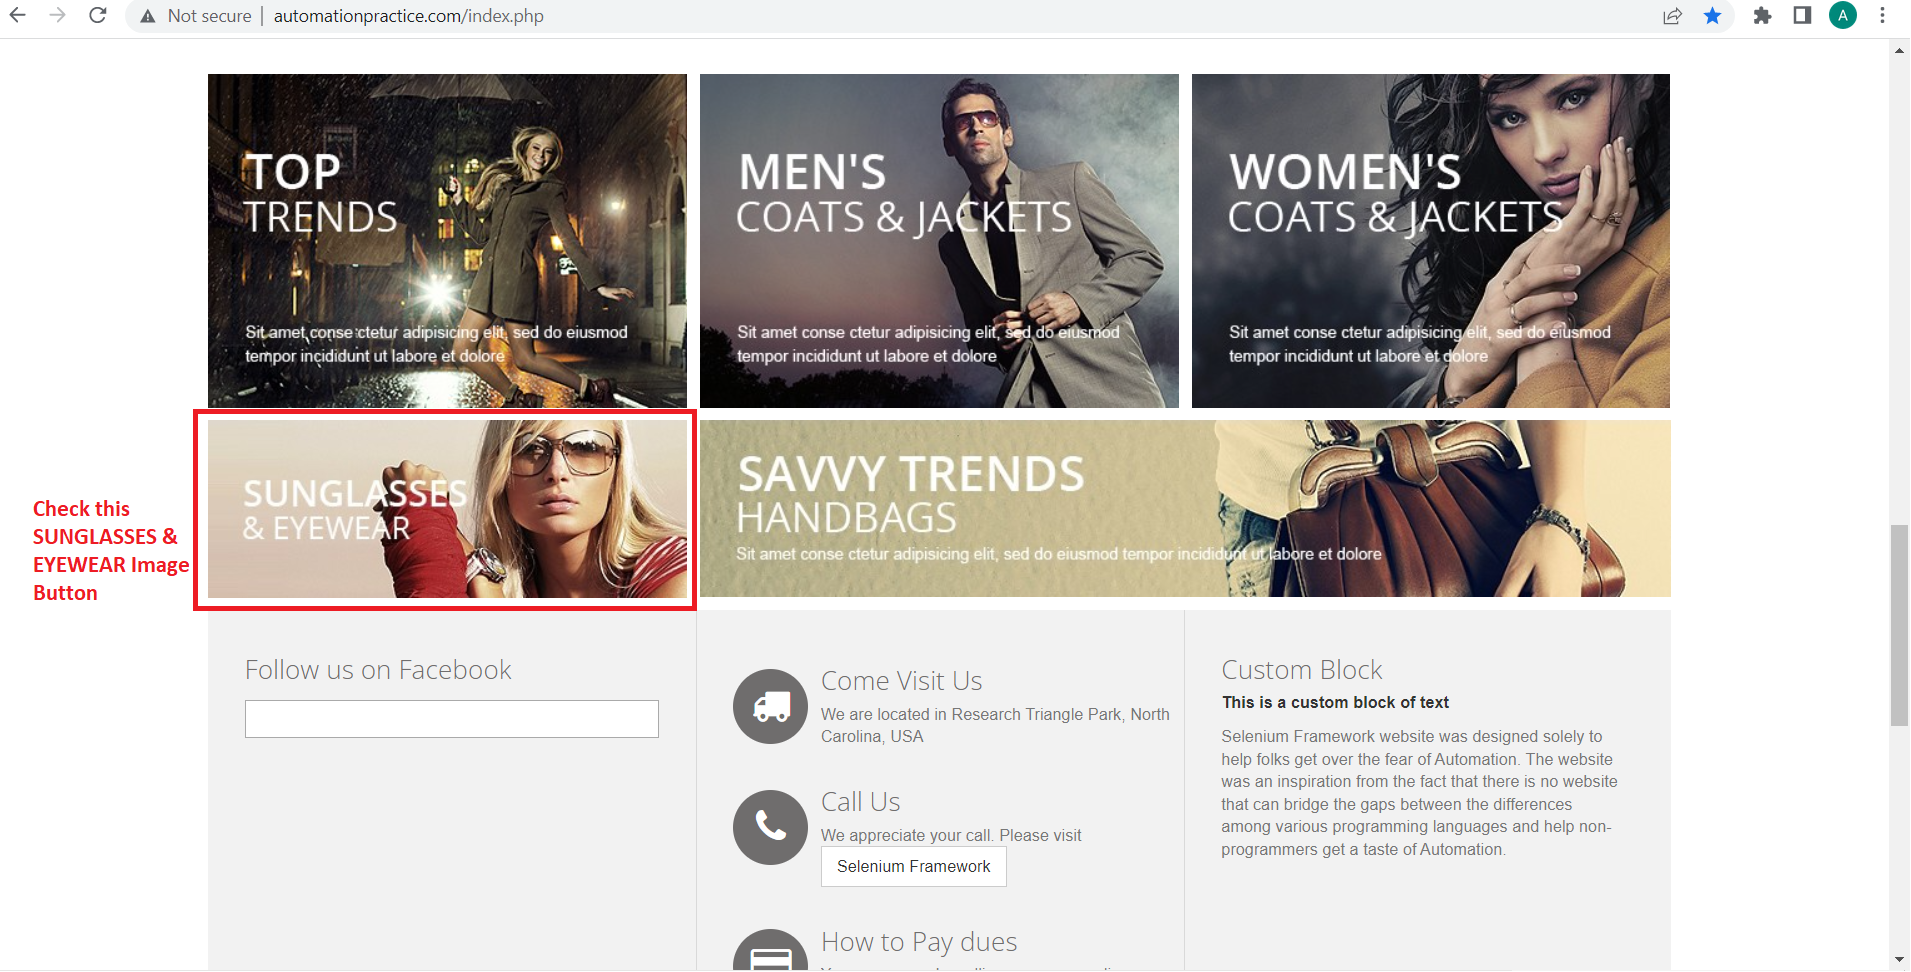 Not secure | automationpractice.com/index.php
A
TOP
TRENDS
Sit amet conse ctetur adipisicing elit, sed do eiusmod
tempor incididunt ut labore et dolore
MEN'S
COATS & JACKETS
Sit amet conse ctetur adipisicing elit, sed do eiusmod
tempor incididunt ut labore et dolore
WOMEN'S
COATS & JACKETS
Sit amet conse ctetur adipisicing elit, sed do eiusmod
tempor incididunt ut labore et dolore
Check this
SUNGLASSES &
EYEWEAR Image
Button
SUNGLASSES
& EYEWEAR
SAVVY TRENDS
HANDBAGS
Sit amet conse ctetur adipisicing elit, sed do eiusmod tempor incididunt ut labore et dolore
Follow us on Facebook
Come Visit Us
We are located in Research Triangle Park, North
Carolina, USA
Call Us
We appreciate your call. Please visit
Selenium Framework
How to Pay dues
Custom Block
This is a custom block of text
Selenium Framework website was designed solely to
help folks get over the fear of Automation. The website
was an inspiration from the fact that there is no website
that can bridge the gaps between the differences
among various programming languages and help non-
programmers get a taste of Automation.